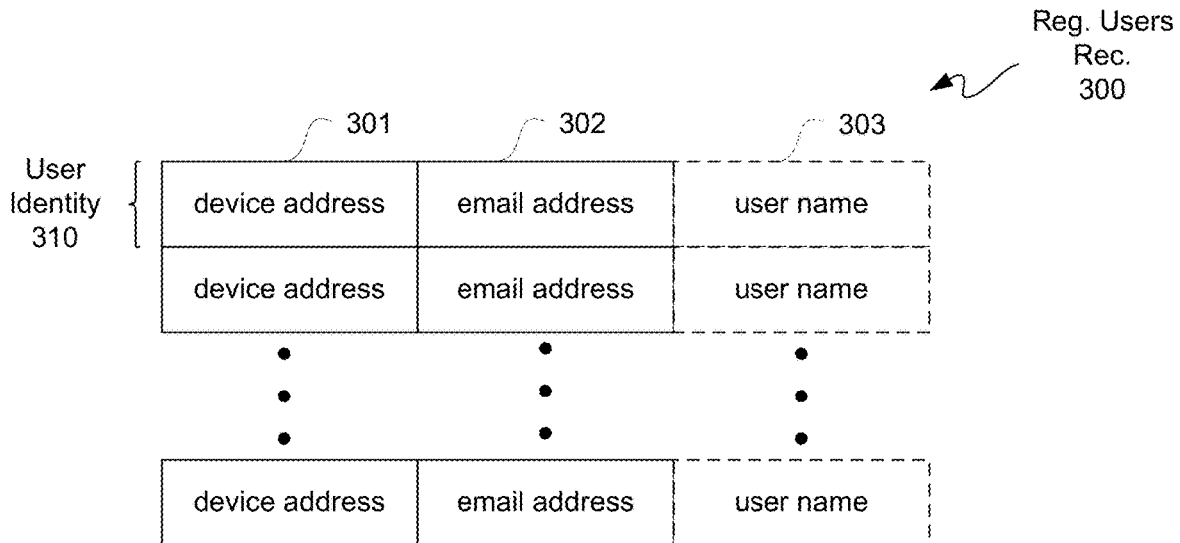 Reg. Users
Rec.
300
301
302
303
User
Identity
310
device address
email address
user name
device address
email address
user name
device address
email address
user name